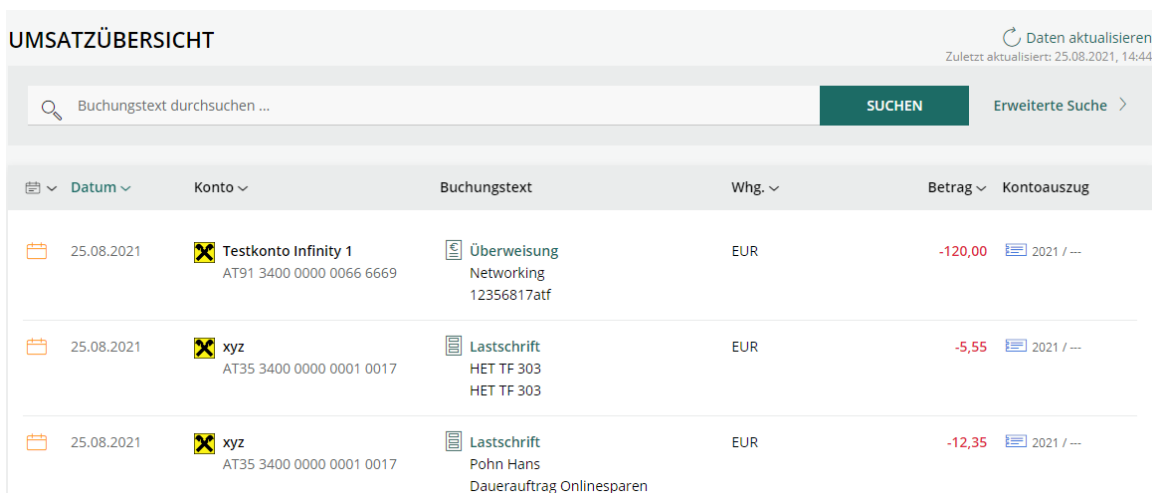 UMSATZÜBERSICHT
Daten aktualisieren
Zuletzt aktualisiert: 25.08.2021, 14:44
Buchungstext durchsuchen ...
SUCHEN
Erweiterte Suche
Datum Konto Buchungstext Whg. Betrag Kontoauszug
25.08.2021 Testkonto Infinity 1 Überweisung EUR -120,00 2021 / ---
AT91 3400 0000 0066 6669 Networking
12356817atf
25.08.2021 xyz Lastschrift EUR -5,55 2021 / ---
AT35 3400 0000 0001 0017 HET TF 303
HET TF 303
25.08.2021 xyz Lastschrift EUR -12,35 2021 / ---
AT35 3400 0000 0001 0017 Pohn Hans
Dauerauftrag Onlinesparen